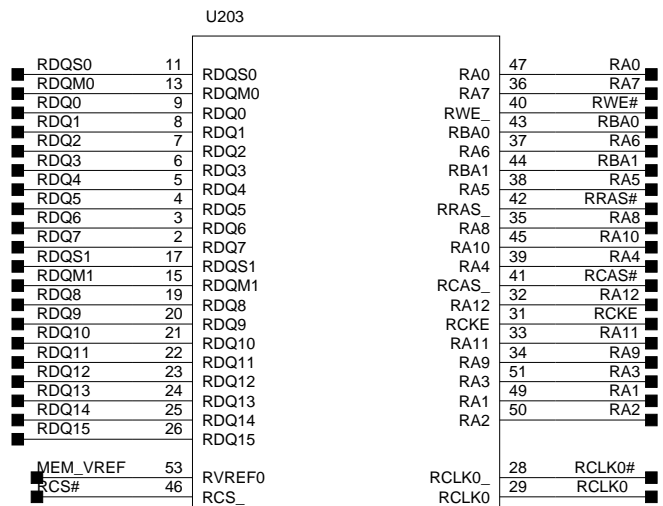 U203
RDQS0 11 RDQS0 RA0 47 RA0
RDQM0 13 RDQM0 RA7 36 RA7
RDQ0 9 RDQ0 RWE_ 40 RWE#
RDQ1 8 RDQ1 RBA0 43 RBA0
RDQ2 7 RDQ2 RA6 37 RA6
RDQ3 6 RDQ3 RBA1 44 RBA1
RDQ4 5 RDQ4 RA5 38 RA5
RDQ5 4 RDQ5 RRAS_ 42 RRAS#
RDQ6 3 RDQ6 RA8 35 RA8
RDQ7 2 RDQ7 RA10 45 RA10
RDQS1 17 RDQS1 RA4 39 RA4
RDQM1 15 RDQM1 RCAS_ 41 RCAS#
RDQ8 19 RDQ8 RA12 32 RA12
RDQ9 20 RDQ9 RCKE 31 RCKE
RDQ10 21 RDQ10 RA11 33 RA11
RDQ11 22 RDQ11 RA9 34 RA9
RDQ12 23 RDQ12 RA3 51 RA3
RDQ13 24 RDQ13 RA1 49 RA1
RDQ14 25 RDQ14 RA2 50 RA2
RDQ15 26 RDQ15
MEM_VREF 53 RVREF0 RCLK0_ 28 RCLK0#
RCS# 46 RCS_ RCLK0 29 RCLK0